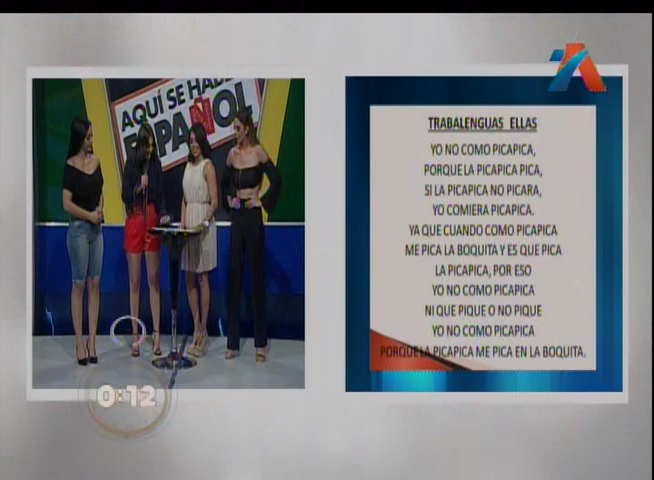 AQUÍ SE HABLA
ESPAÑOL
TRABALENGUAS ELLAS
YO NO COMO PICAPICA,
PORQUE LA PICAPICA PICA,
SI LA PICAPICA NO PICARA,
YO COMIERA PICAPICA.
YA QUE CUANDO COMO PICAPICA
ME PICA LA BOQUITA Y ES QUE PICA
LA PICAPICA, POR ESO
YO NO COMO PICAPICA
NI QUE PIQUE O NO PIQUE
YO NO COMO PICAPICA
PORQUE LA PICAPICA ME PICA EN LA BOQUITA.
0:12